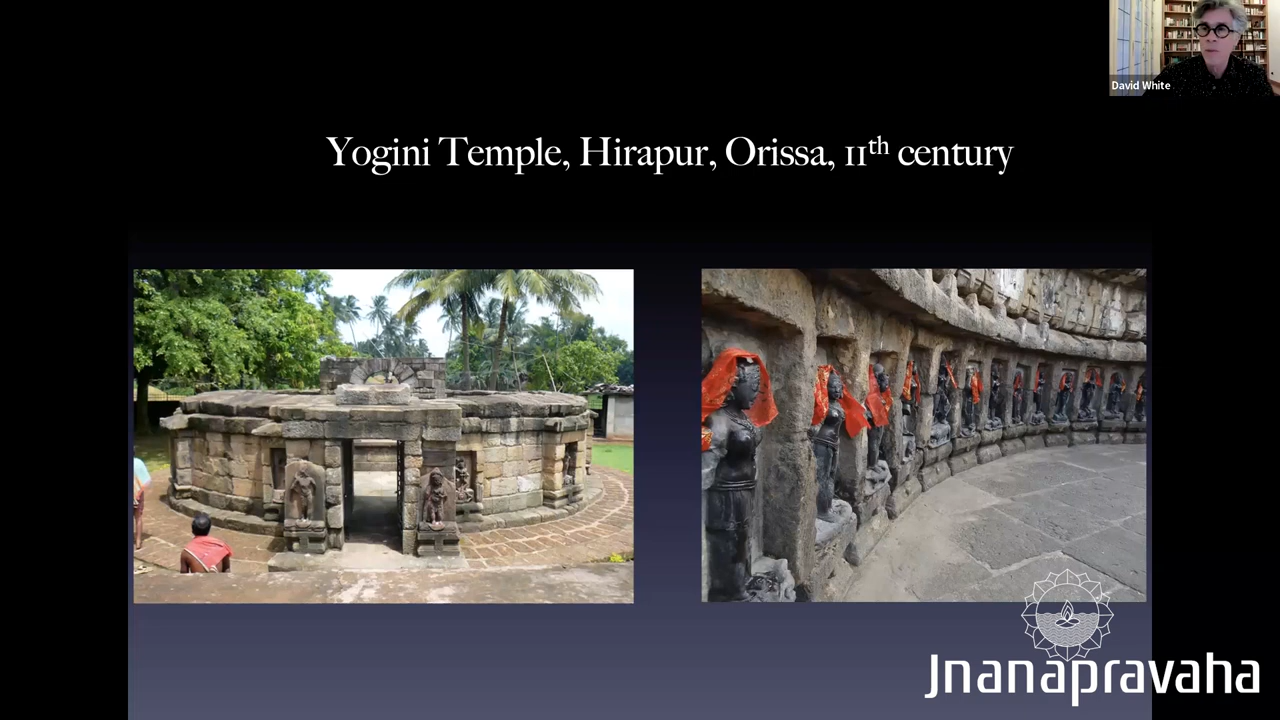 David White
Yogini Temple, Hirapur, Orissa, 11th century
Jnanapravaha